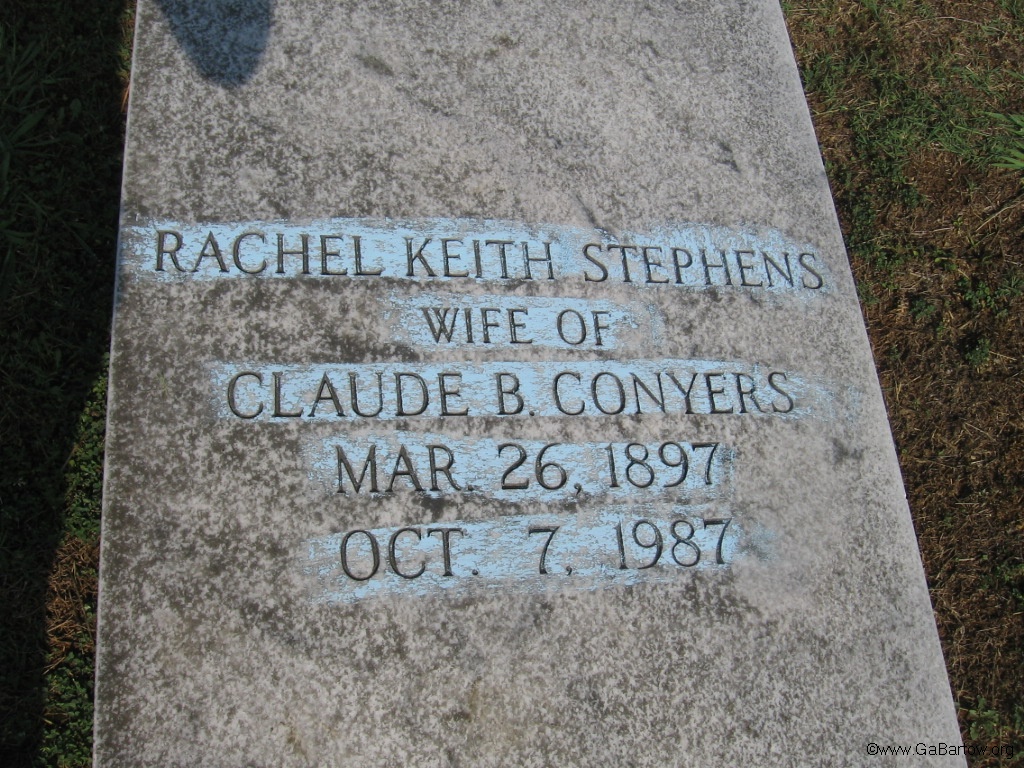 RACHEL KEITH STEPHENS
WIFE OF
CLAUDE B. CONYERS
MAR. 26, 1897
OCT. 7, 1987
©www.GaBartow.org